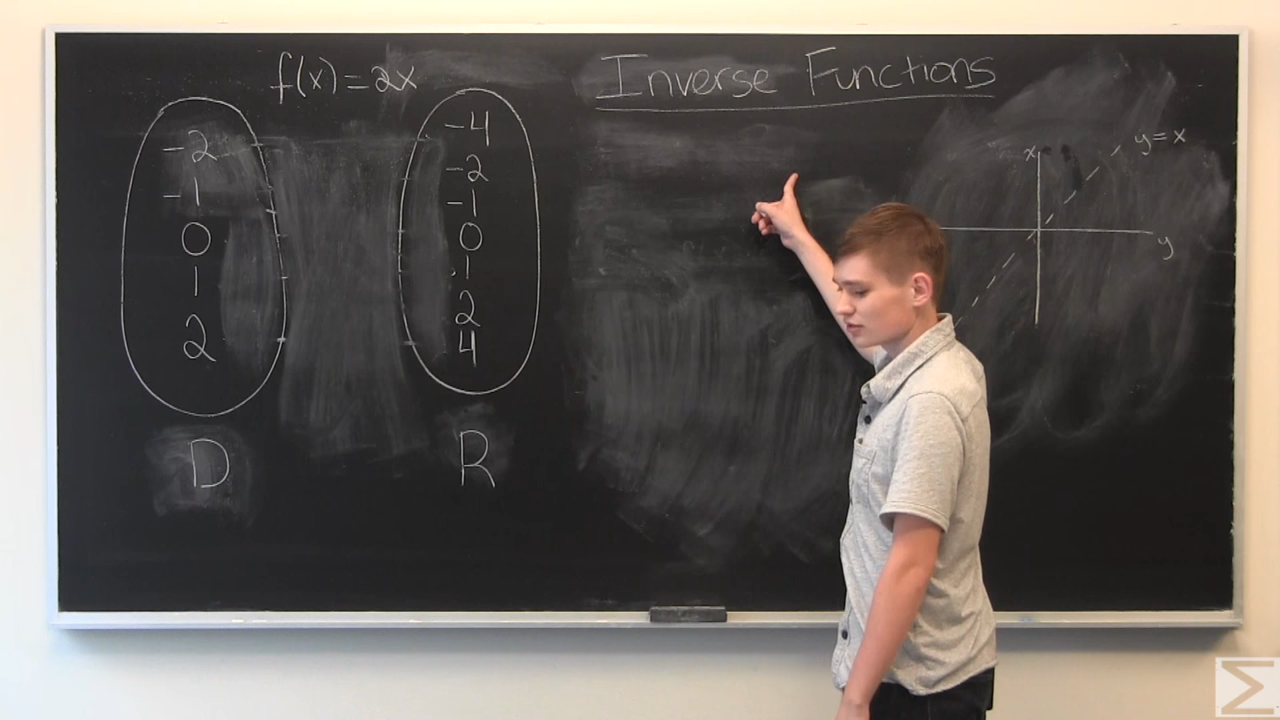 f(x)=2x
-2
-1
0
1
2
D
-4
-2
-1
0
1
2
4
R
Inverse Functions
x
y=x
y
Σ